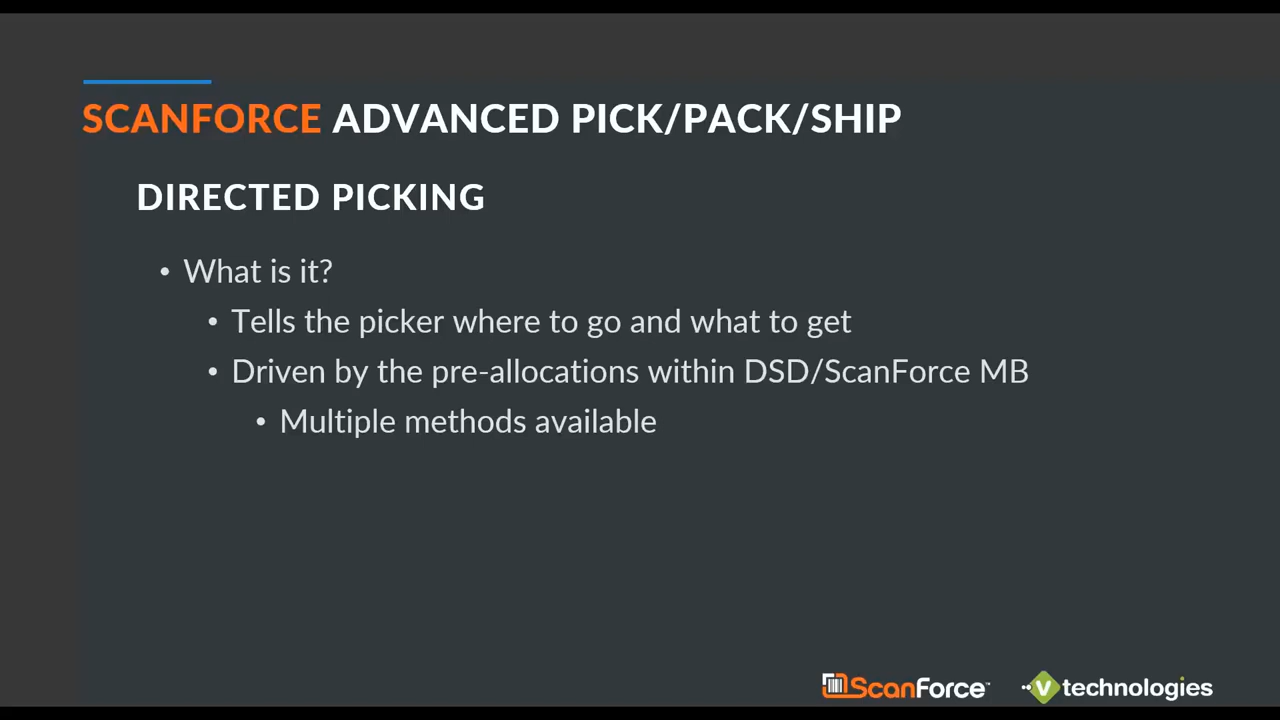 SCANFORCE ADVANCED PICK/PACK/SHIP
DIRECTED PICKING
• What is it?
• Tells the picker where to go and what to get
• Driven by the pre-allocations within DSD/ScanForce MB
• Multiple methods available
ScanForce™ v technologies